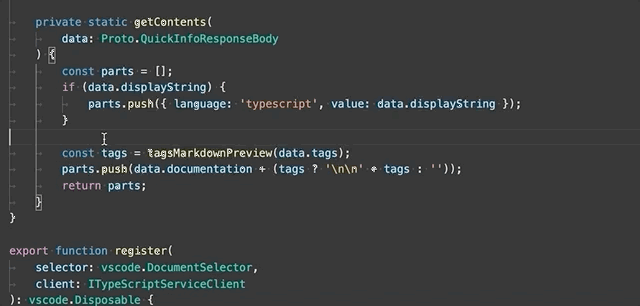 private static getContents(
data: Proto.QuickInfoResponseBody
) {
const parts = [];
if (data.displayString) {
parts.push({ language: 'typescript', value: data.displayString });
}
const tags = tagsMarkdownPreview(data.tags);
parts.push(data.documentation + (tags ? '\n\n' + tags : ''));
return parts;
}
}
export function register(
selector: vscode.DocumentSelector,
client: ITypeScriptServiceClient
): vscode.Disposable {